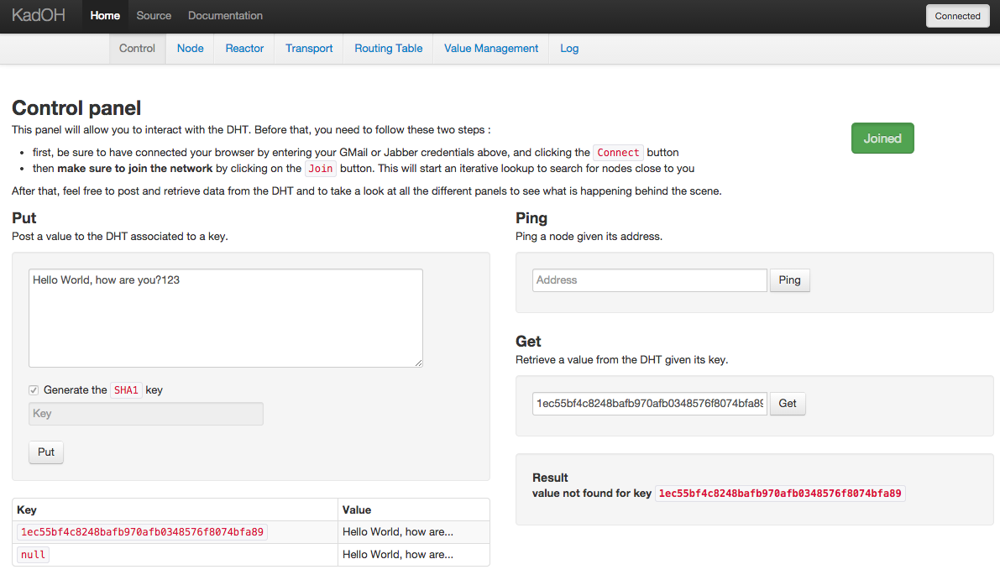 KadOH Home Source Documentation Connected
Control Node Reactor Transport Routing Table Value Management Log
Control panel
This panel will allow you to interact with the DHT. Before that, you need to follow these two steps :
Joined
• first, be sure to have connected your browser by entering your GMail or Jabber credentials above, and clicking the Connect button
• then make sure to join the network by clicking on the Join button. This will start an iterative lookup to search for nodes close to you
After that, feel free to post and retrieve data from the DHT and to take a look at all the different panels to see what is happening behind the scene.
Put
Post a value to the DHT associated to a key.
Hello World, how are you?123
Generate the SHA1 key
Key
Put
Key Value
1ec55bf4c8248bafb970afb0348576f8074bfa89 Hello World, how are...
null Hello World, how are...
Ping
Ping a node given its address.
Address Ping
Get
Retrieve a value from the DHT given its key.
1ec55bf4c8248bafb970afb0348576f8074bfa89 Get
Result
value not found for key 1ec55bf4c8248bafb970afb0348576f8074bfa89